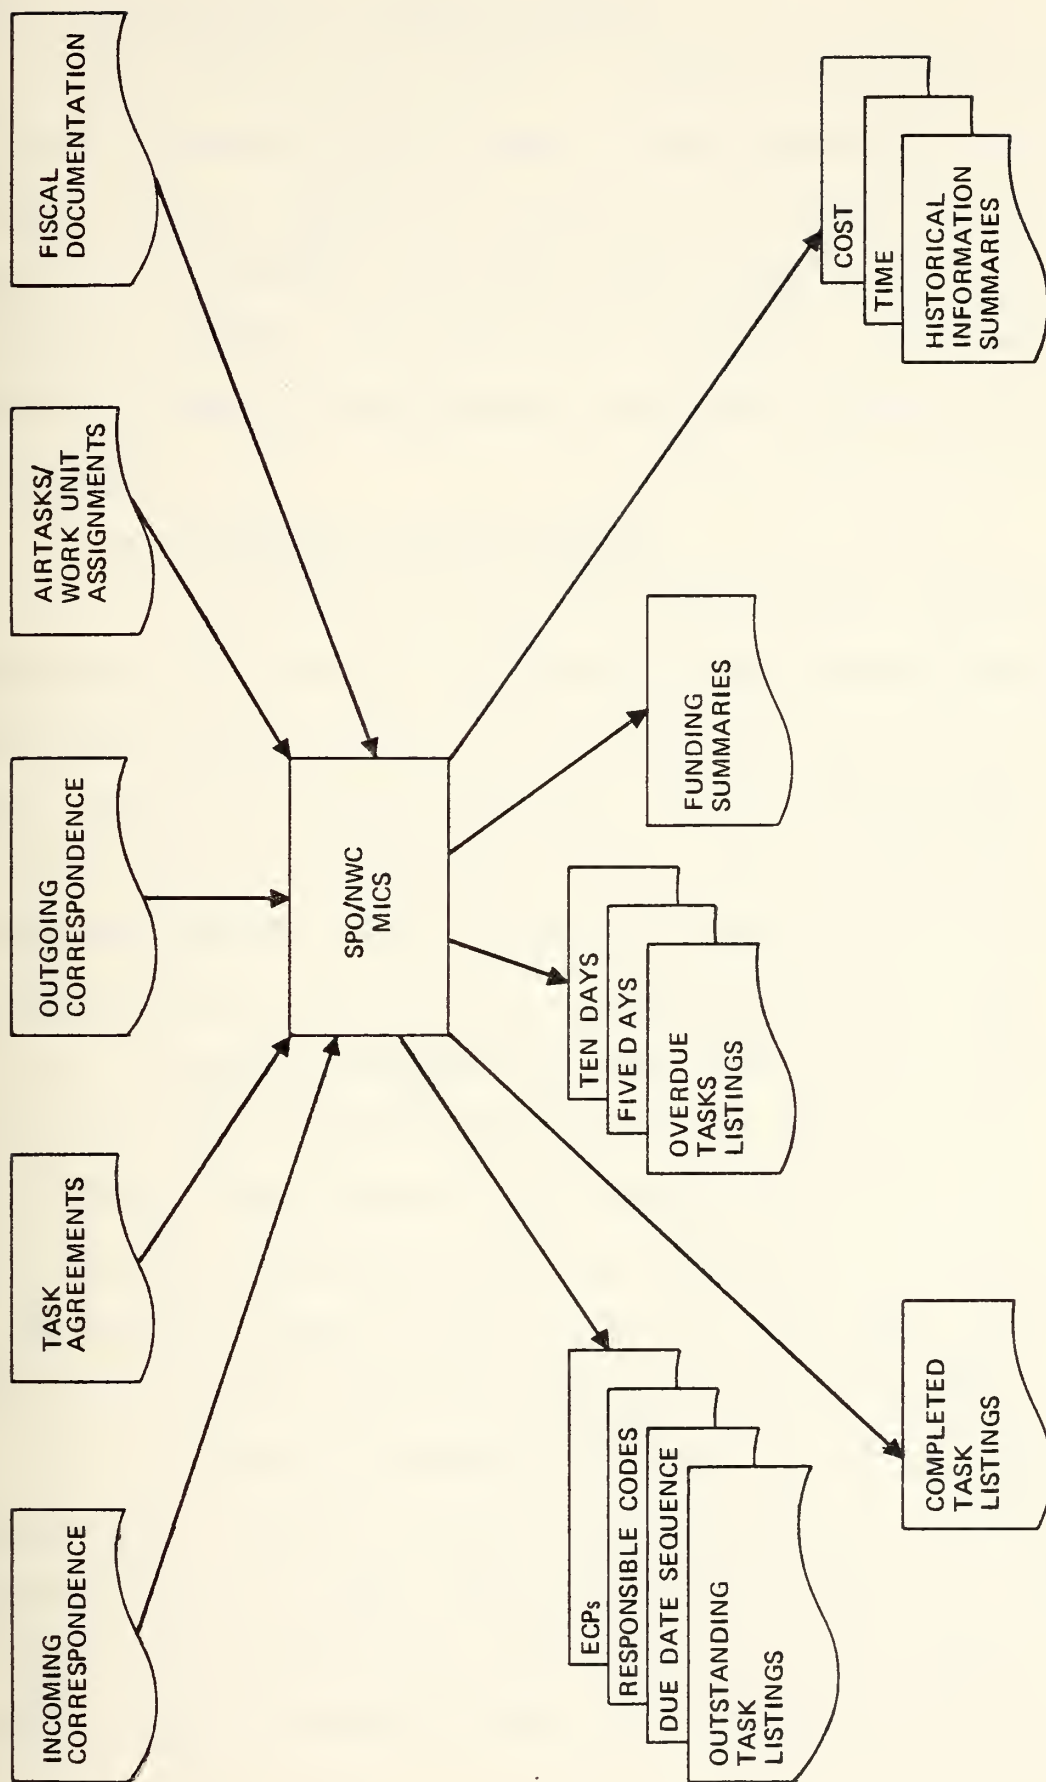 INCOMING
CORRESPONDENCE
TASK
AGREEMENTS
OUTGOING
CORRESPONDENCE
AIRTASKS/
WORK UNIT
ASSIGNMENTS
FISCAL
DOCUMENTATION
SPO/NWC
MICS
ECPs
RESPONSIBLE CODES
DUE DATE SEQUENCE
OUTSTANDING
TASK
LISTINGS
TEN DAYS
FIVE DAYS
OVERDUE
TASKS
LISTINGS
FUNDING
SUMMARIES
COMPLETED
TASK
LISTINGS
COST
TIME
HISTORICAL
INFORMATION
SUMMARIES